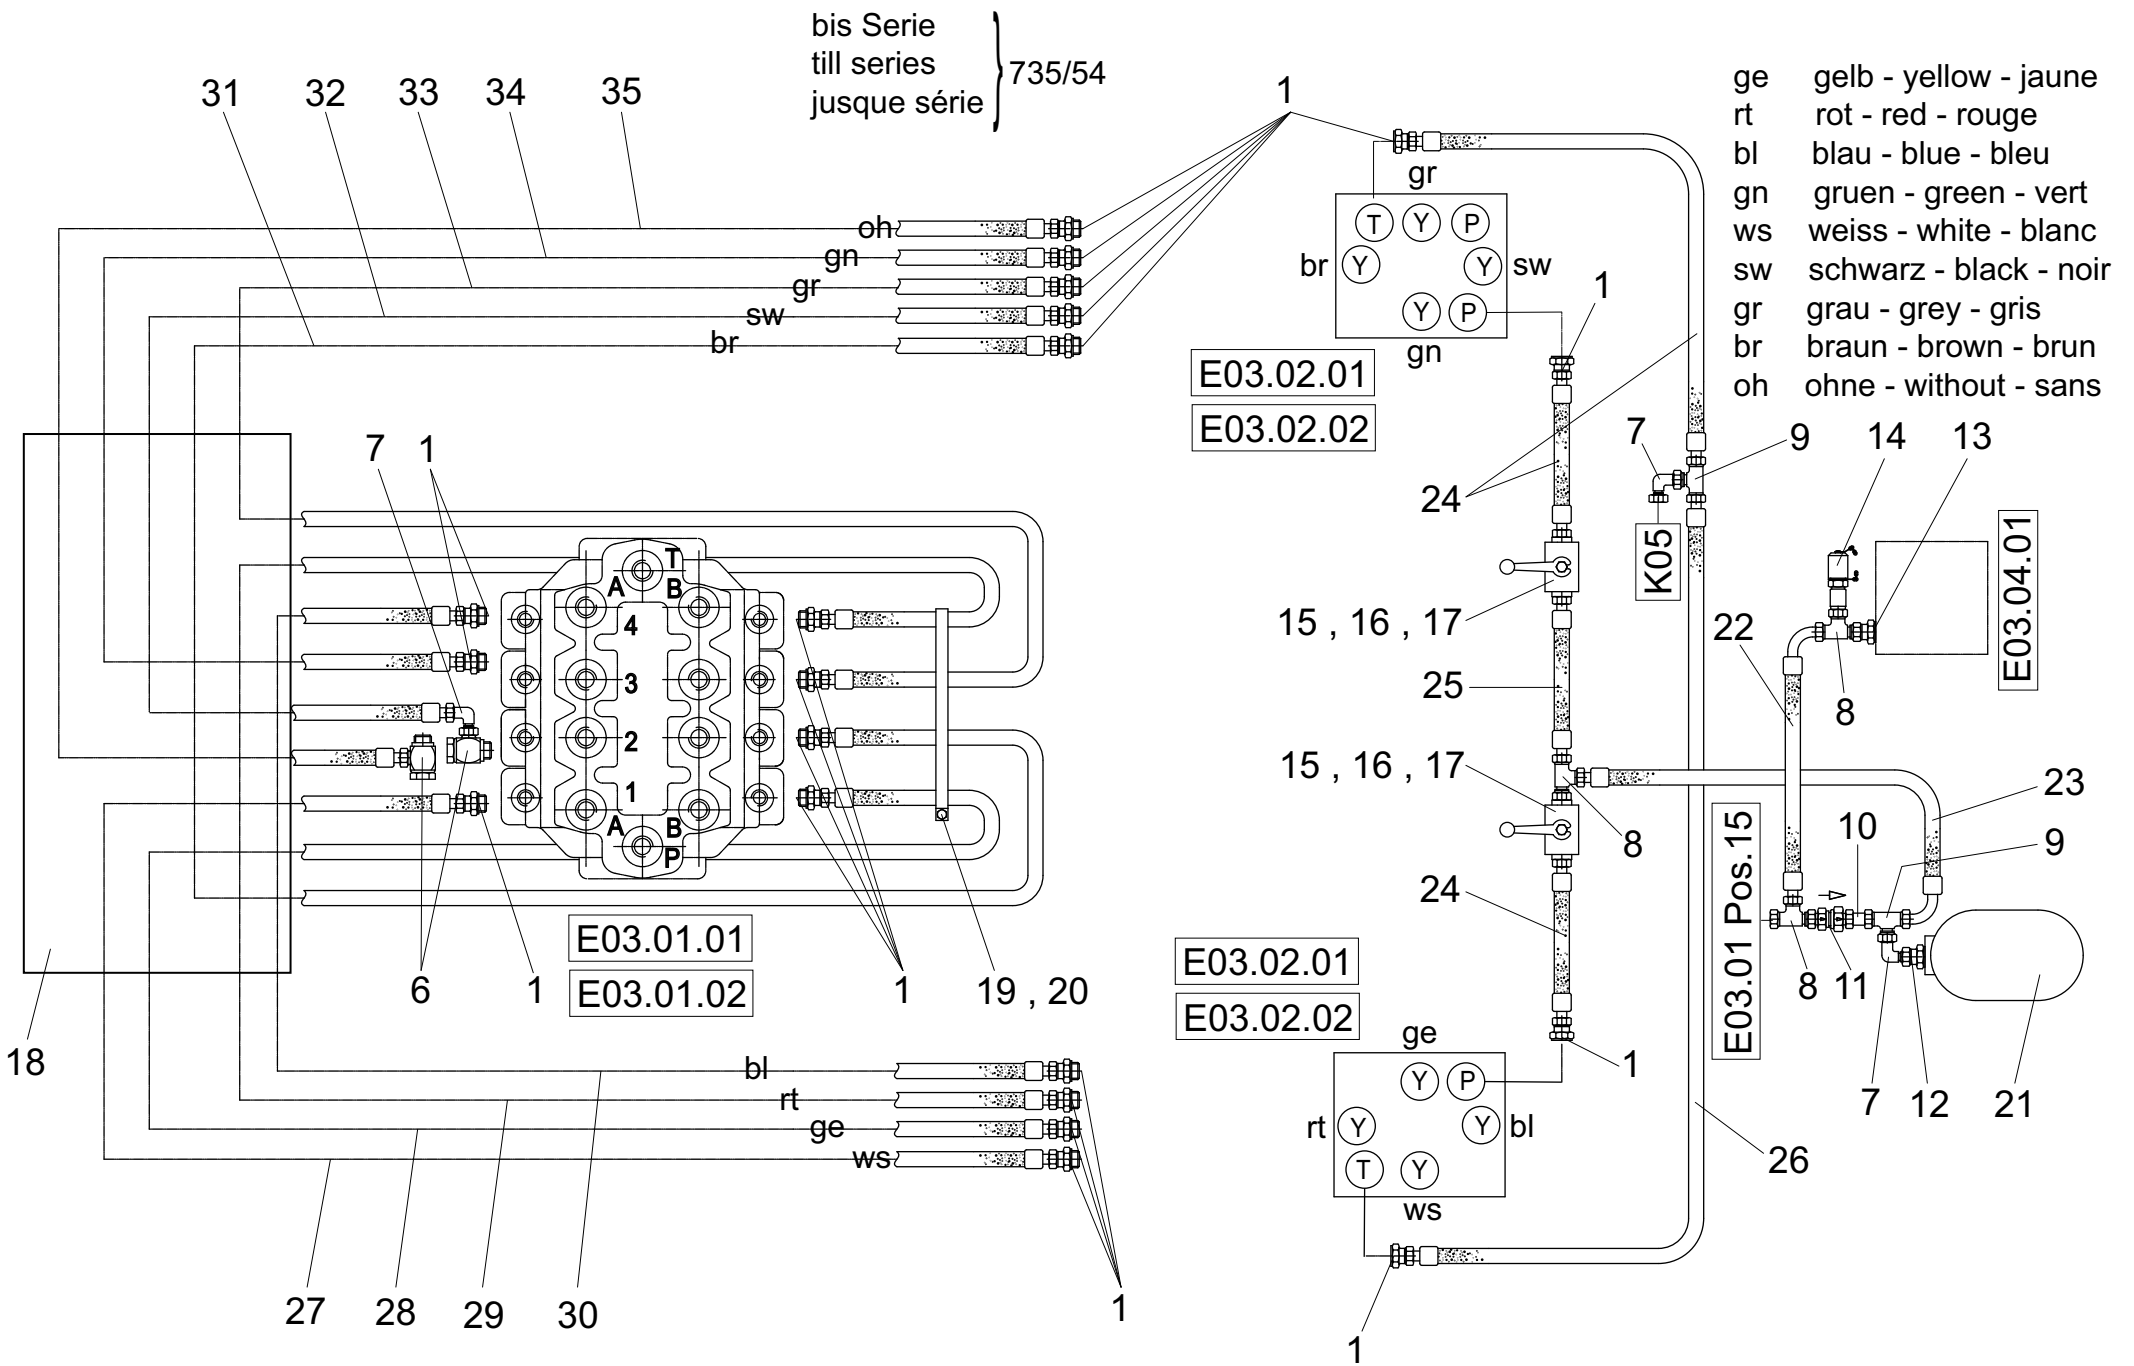 bis Serie
till series
jusque série
735/54
31 32 33 34 35
1
ge gelb - yellow - jaune
rt rot - red - rouge
bl blau - blue - bleu
gn gruen - green - vert
ws weiss - white - blanc
sw schwarz - black - noir
gr grau - grey - gris
br braun - brown - brun
oh ohne - without - sans
oh
gn
gr
sw
br
gr
T Y P
br Y Y sw
Y P
gn
1
E03.02.01
E03.02.02
7 1
24
7 9 14 13
K05
E03.04.01
T
A B
4
3
2
1
A B
P
15 , 16 , 17
22
8
25
15 , 16 , 17
23
8
E03.01 Pos.15
10
9
24
8 11
E03.01.01
E03.01.02
6 1 1 19 , 20
18
E03.02.01
E03.02.02
ge
Y P
rt Y Y bl
T Y
ws
1
7 12 21
26
bl
rt
ge
ws
27 28 29 30
1
1